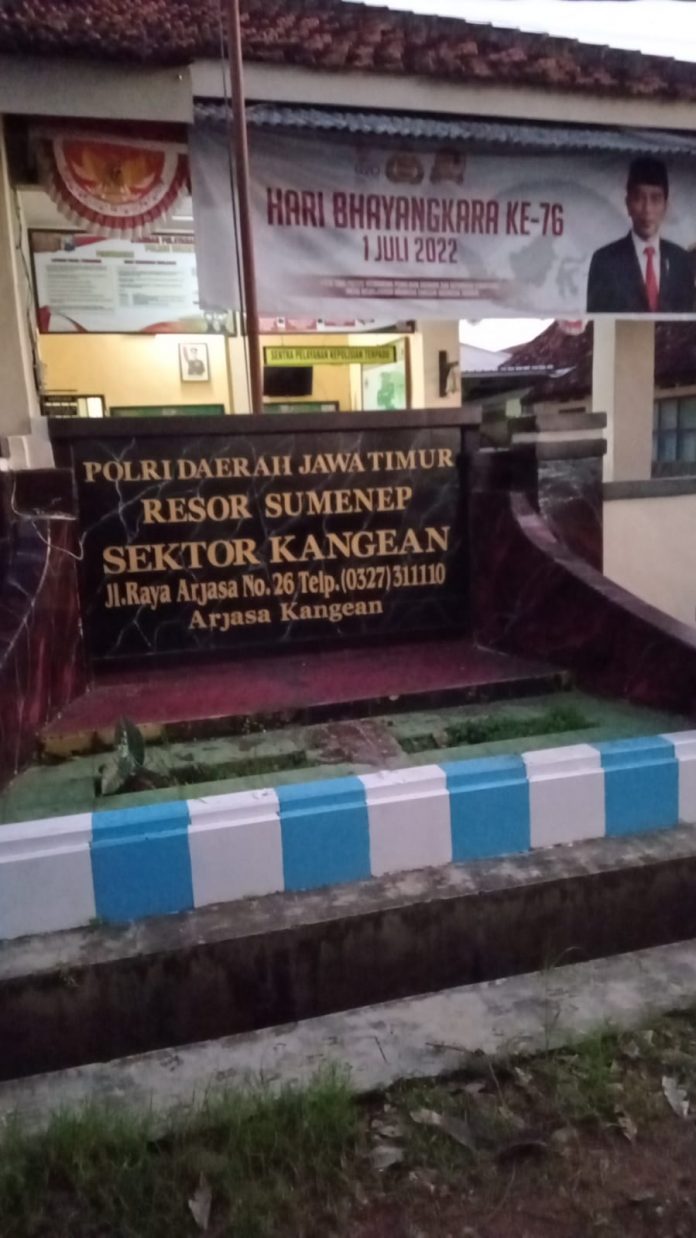 HARI BHAYANGKARA KE-76
1 JULI 2022
SENTRA PELAYANAN KEPOLISIAN TERPADU
POLRI DAERAH JAWA TIMUR
RESOR SUMENEP
SEKTOR KANGEAN
Jl.Raya Arjasa No.26 Telp.(0327)311110
Arjasa Kangean